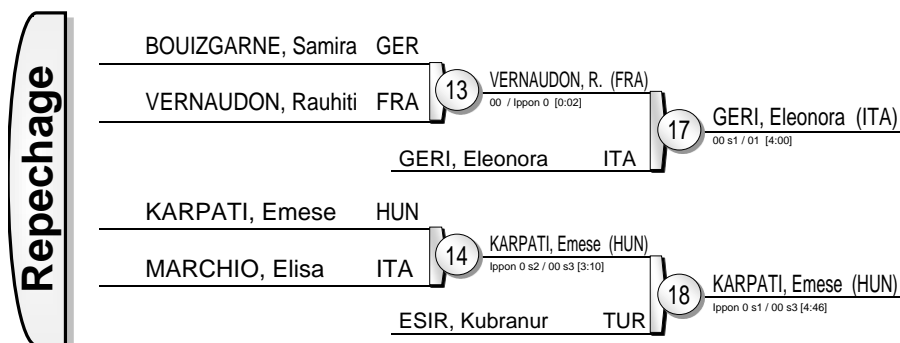 Repechage
BOUIZGARNE, Samira GER
VERNAUDON, Rauhiti FRA
13
VERNAUDON, R. (FRA)
00 / Ippon 0 [0:02]
GERI, Eleonora ITA
17
GERI, Eleonora (ITA)
00 s1 / 01 [4:00]
KARPATI, Emese HUN
MARCHIO, Elisa ITA
14
KARPATI, Emese (HUN)
Ippon 0 s2 / 00 s3 [3:10]
ESIR, Kubranur TUR
18
KARPATI, Emese (HUN)
Ippon 0 s1 / 00 s3 [4:46]